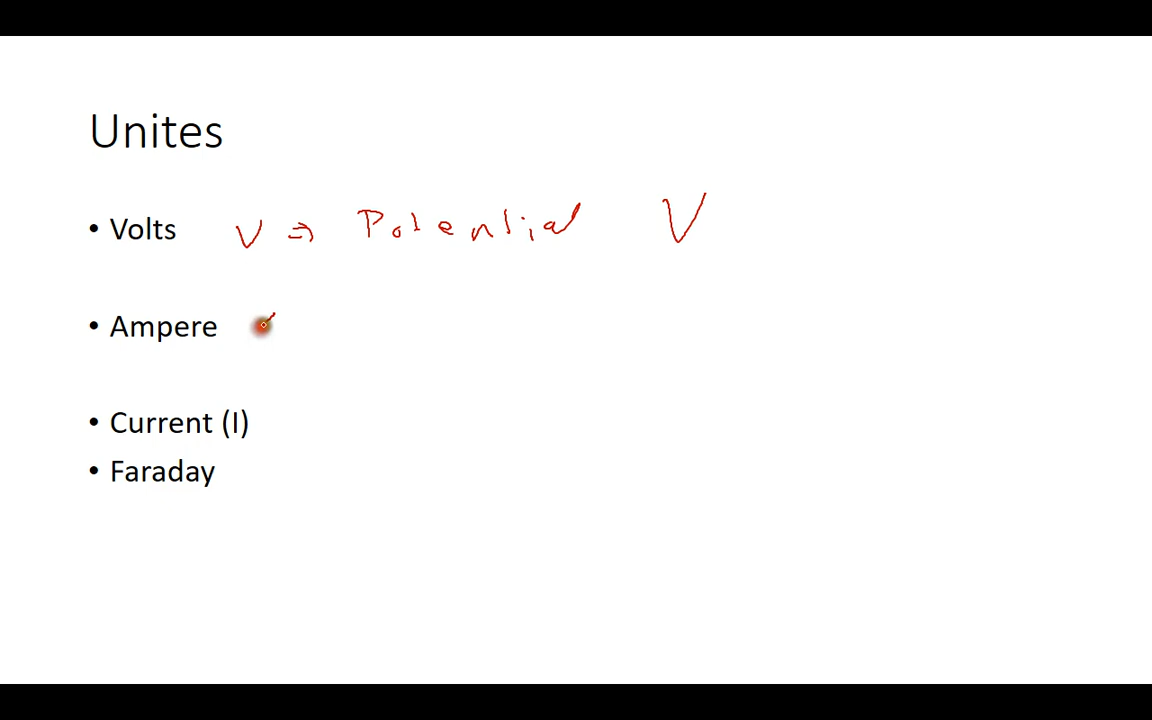 Unites
• Volts V ⇒ Potential V
• Ampere
• Current (I)
• Faraday